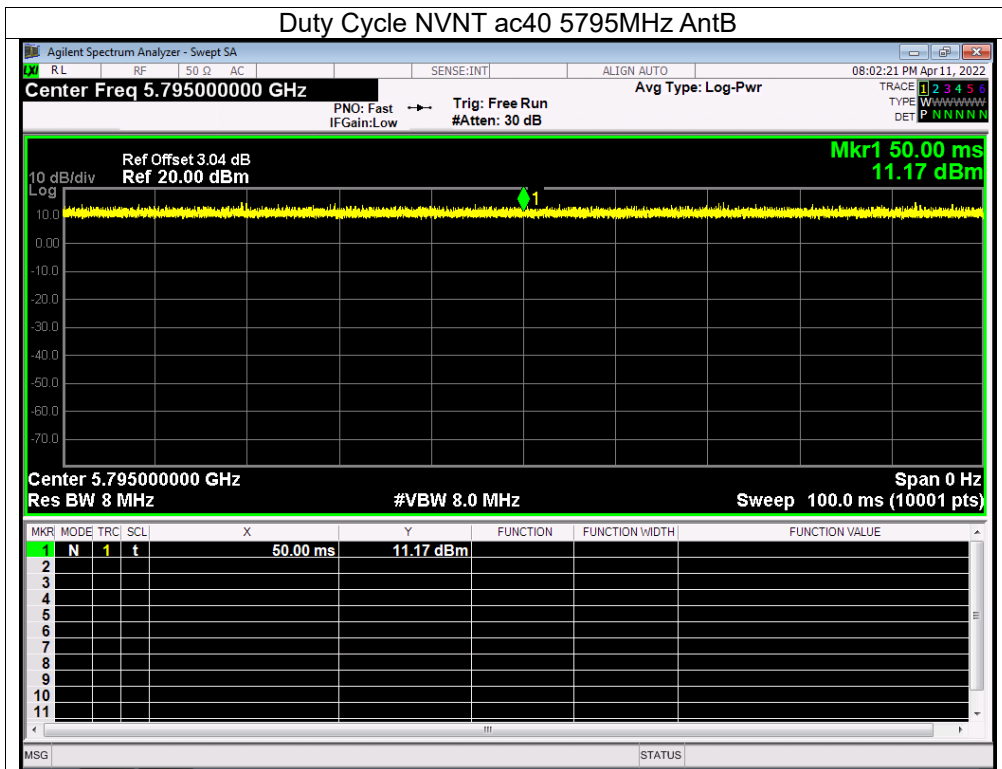 Duty Cycle NVNT ac40 5795MHz AntB
Agilent Spectrum Analyzer - Swept SA
LXI RL RF 50 Ω AC SENSE:INT ALIGN AUTO 08:02:21 PM Apr 11, 2022
Center Freq 5.795000000 GHz Avg Type: Log-Pwr TRACE 1 2 3 4 5 6
PNO: Fast Trig: Free Run TYPE WWWWWW
IFGain:Low #Atten: 30 dB DET P N N N N N
Mkr1 50.00 ms
Ref Offset 3.04 dB
10 dB/div Ref 20.00 dBm 11.17 dBm
Log
1
10.0
0.00
-10.0
-20.0
-30.0
-40.0
-50.0
-60.0
-70.0
Center 5.795000000 GHz Span 0 Hz
Res BW 8 MHz #VBW 8.0 MHz Sweep 100.0 ms (10001 pts)
MKR MODE TRC SCL X Y FUNCTION FUNCTION WIDTH FUNCTION VALUE
1 N 1 t 50.00 ms 11.17 dBm
2
3
4
5
6
7
8
9
10
11
MSG STATUS